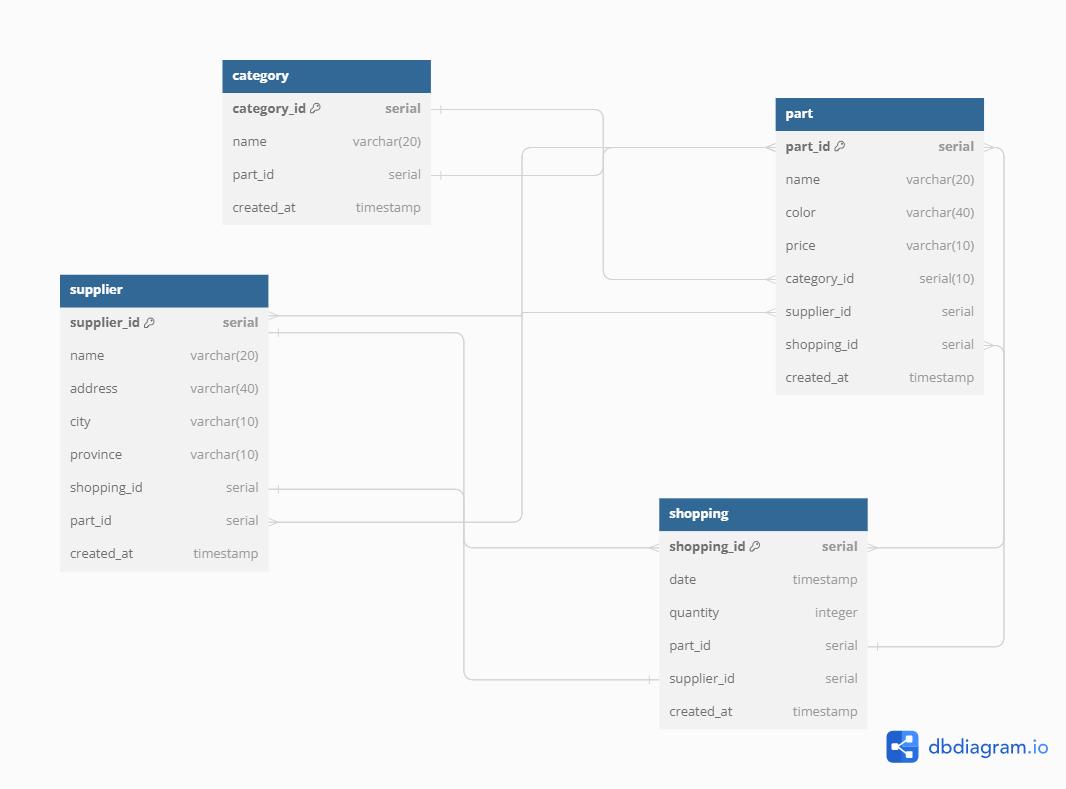 category
category_id serial
name varchar(20)
part_id serial
created_at timestamp
part
part_id serial
name varchar(20)
color varchar(40)
price varchar(10)
category_id serial(10)
supplier_id serial
shopping_id serial
created_at timestamp
supplier
supplier_id serial
name varchar(20)
address varchar(40)
city varchar(10)
province varchar(10)
shopping_id serial
part_id serial
created_at timestamp
shopping
shopping_id serial
date timestamp
quantity integer
part_id serial
supplier_id serial
created_at timestamp
dbdiagram.io